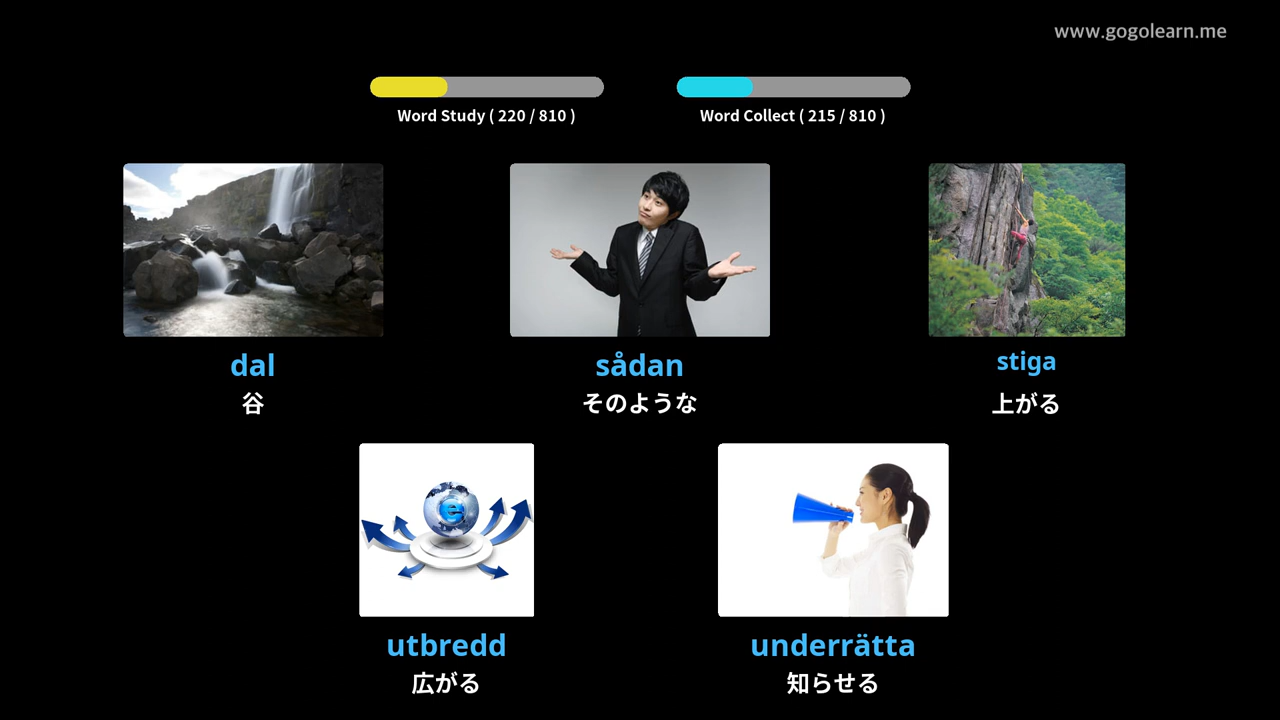 www.gogolearn.me
Word Study ( 220 / 810 )
Word Collect ( 215 / 810 )
dal
谷
sådan
そのような
stiga
上がる
e
utbredd
広がる
underrätta
知らせる